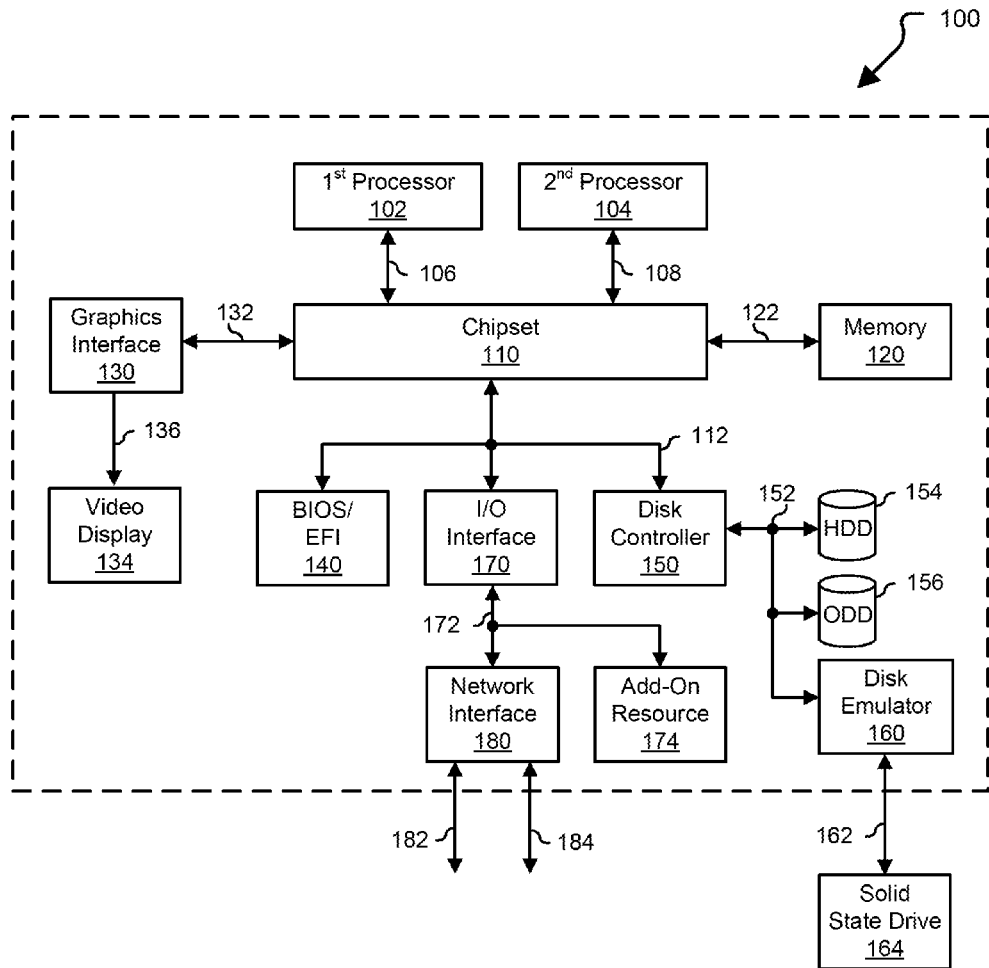 100
1st Processor
102
2nd Processor
104
106
108
Graphics
Interface
130
132
Chipset
110
122
Memory
120
136
112
Video
Display
134
BIOS/
EFI
140
I/O
Interface
170
Disk
Controller
150
152
HDD
154
ODD
156
172
Network
Interface
180
Add-On
Resource
174
Disk
Emulator
160
182
184
162
Solid
State Drive
164